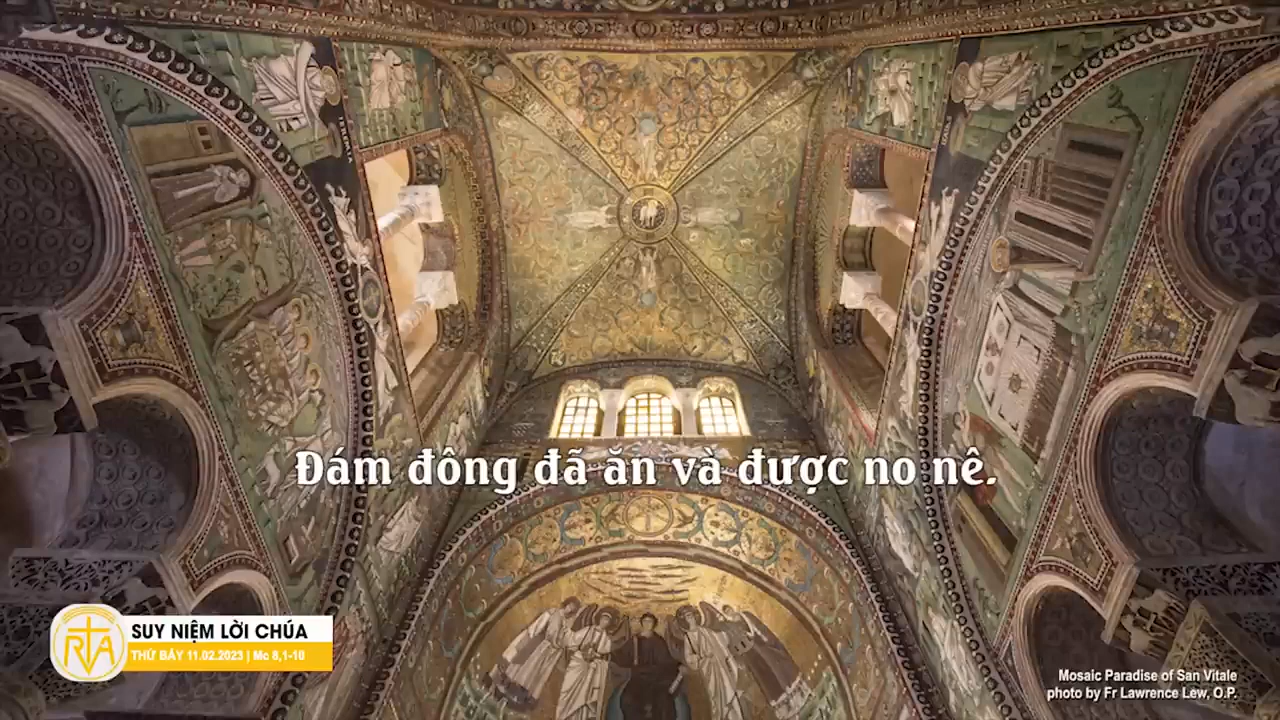 Đám đông đã ăn và được no nê.
SUY NIỆM LỜI CHÚA
THỨ BẢY 11.02.2023 | Mc 8,1-10
RVA
Mosaic Paradise of San Vitale
photo by Fr Lawrence Lew, O.P.